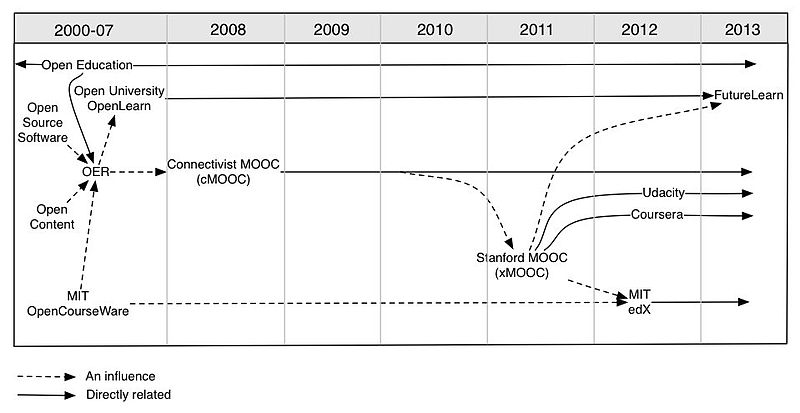 2000-07
2008
2009
2010
2011
2012
2013
Open Education
Open University
OpenLearn
FutureLearn
Open
Source
Software
OER
Connectivist MOOC
(cMOOC)
Udacity
Coursera
Open
Content
Stanford MOOC
(xMOOC)
MIT
OpenCourseWare
MIT
edX
An influence
Directly related